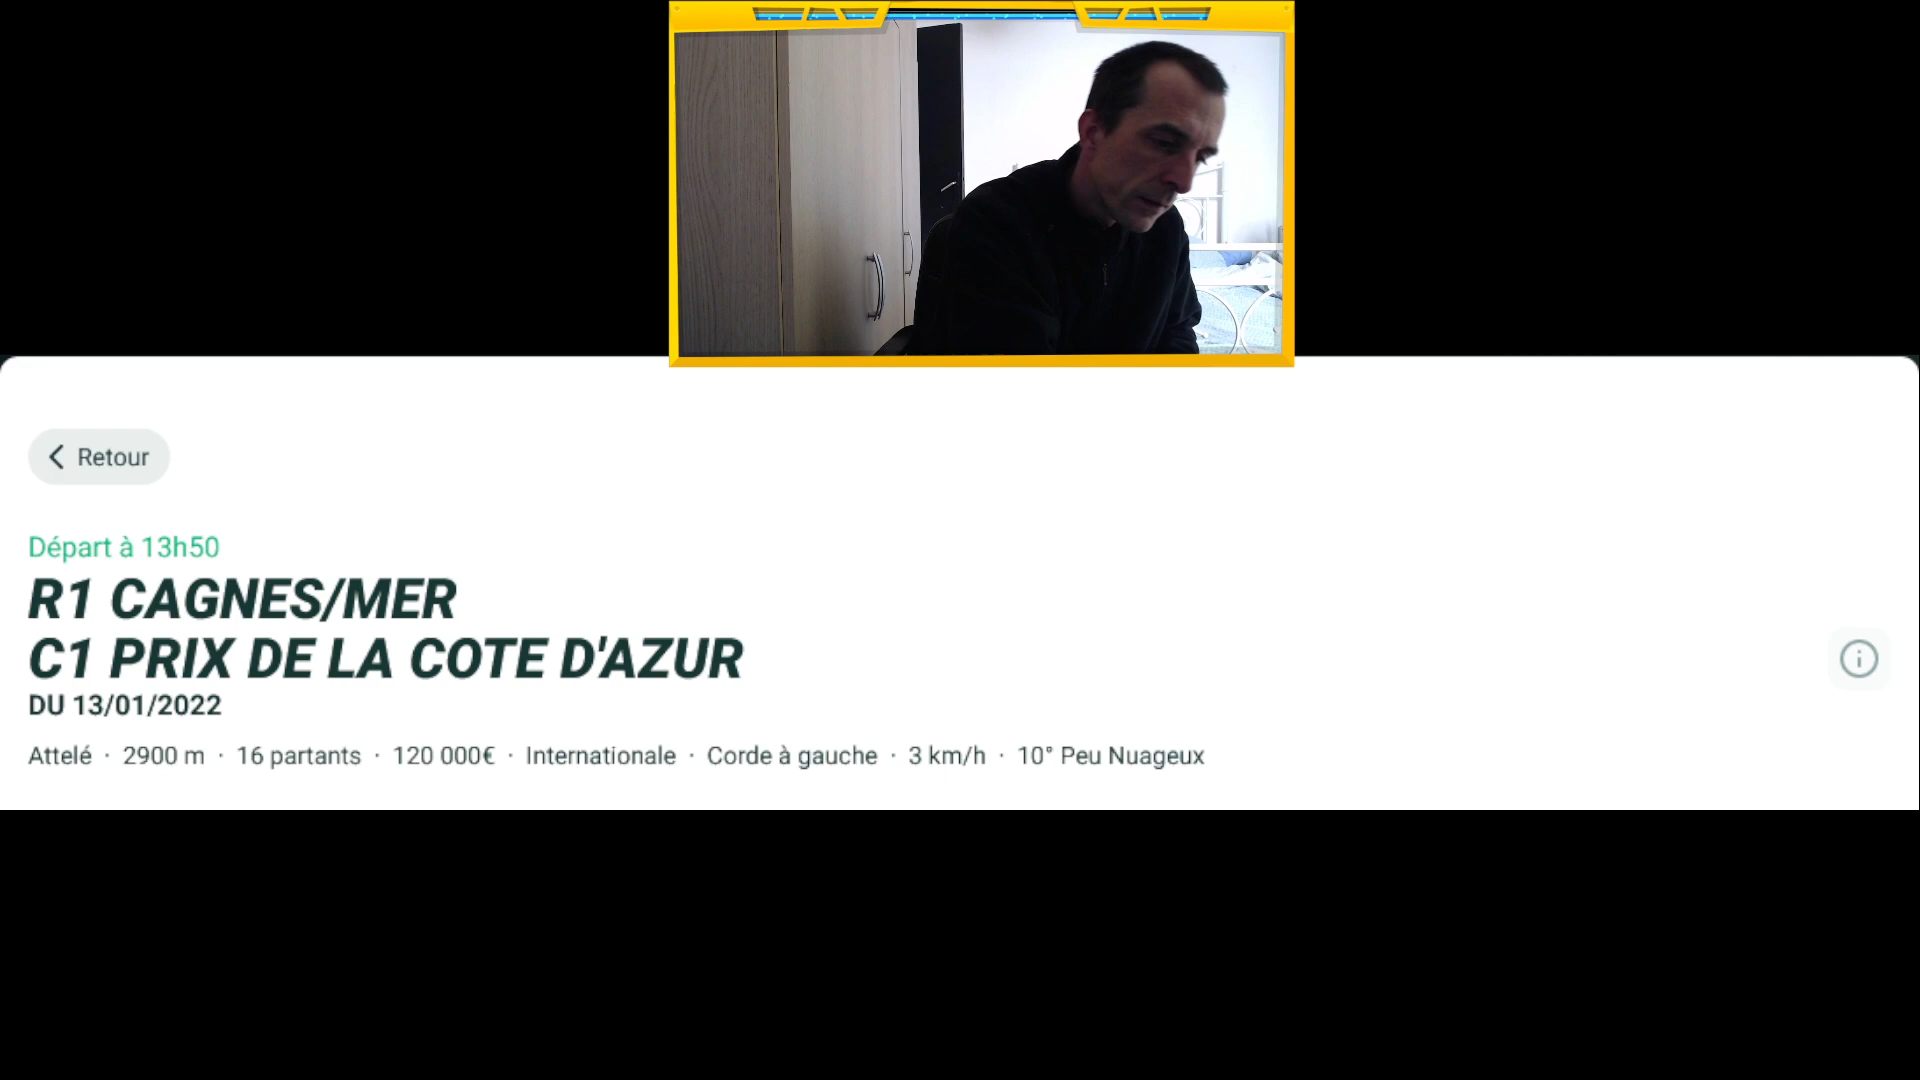 Retour
Départ à 13h50
R1 CAGNES/MER
C1 PRIX DE LA COTE D'AZUR
DU 13/01/2022
Attelé · 2900 m · 16 partants · 120 000€ · Internationale · Corde à gauche · 3 km/h · 10° Peu Nuageux